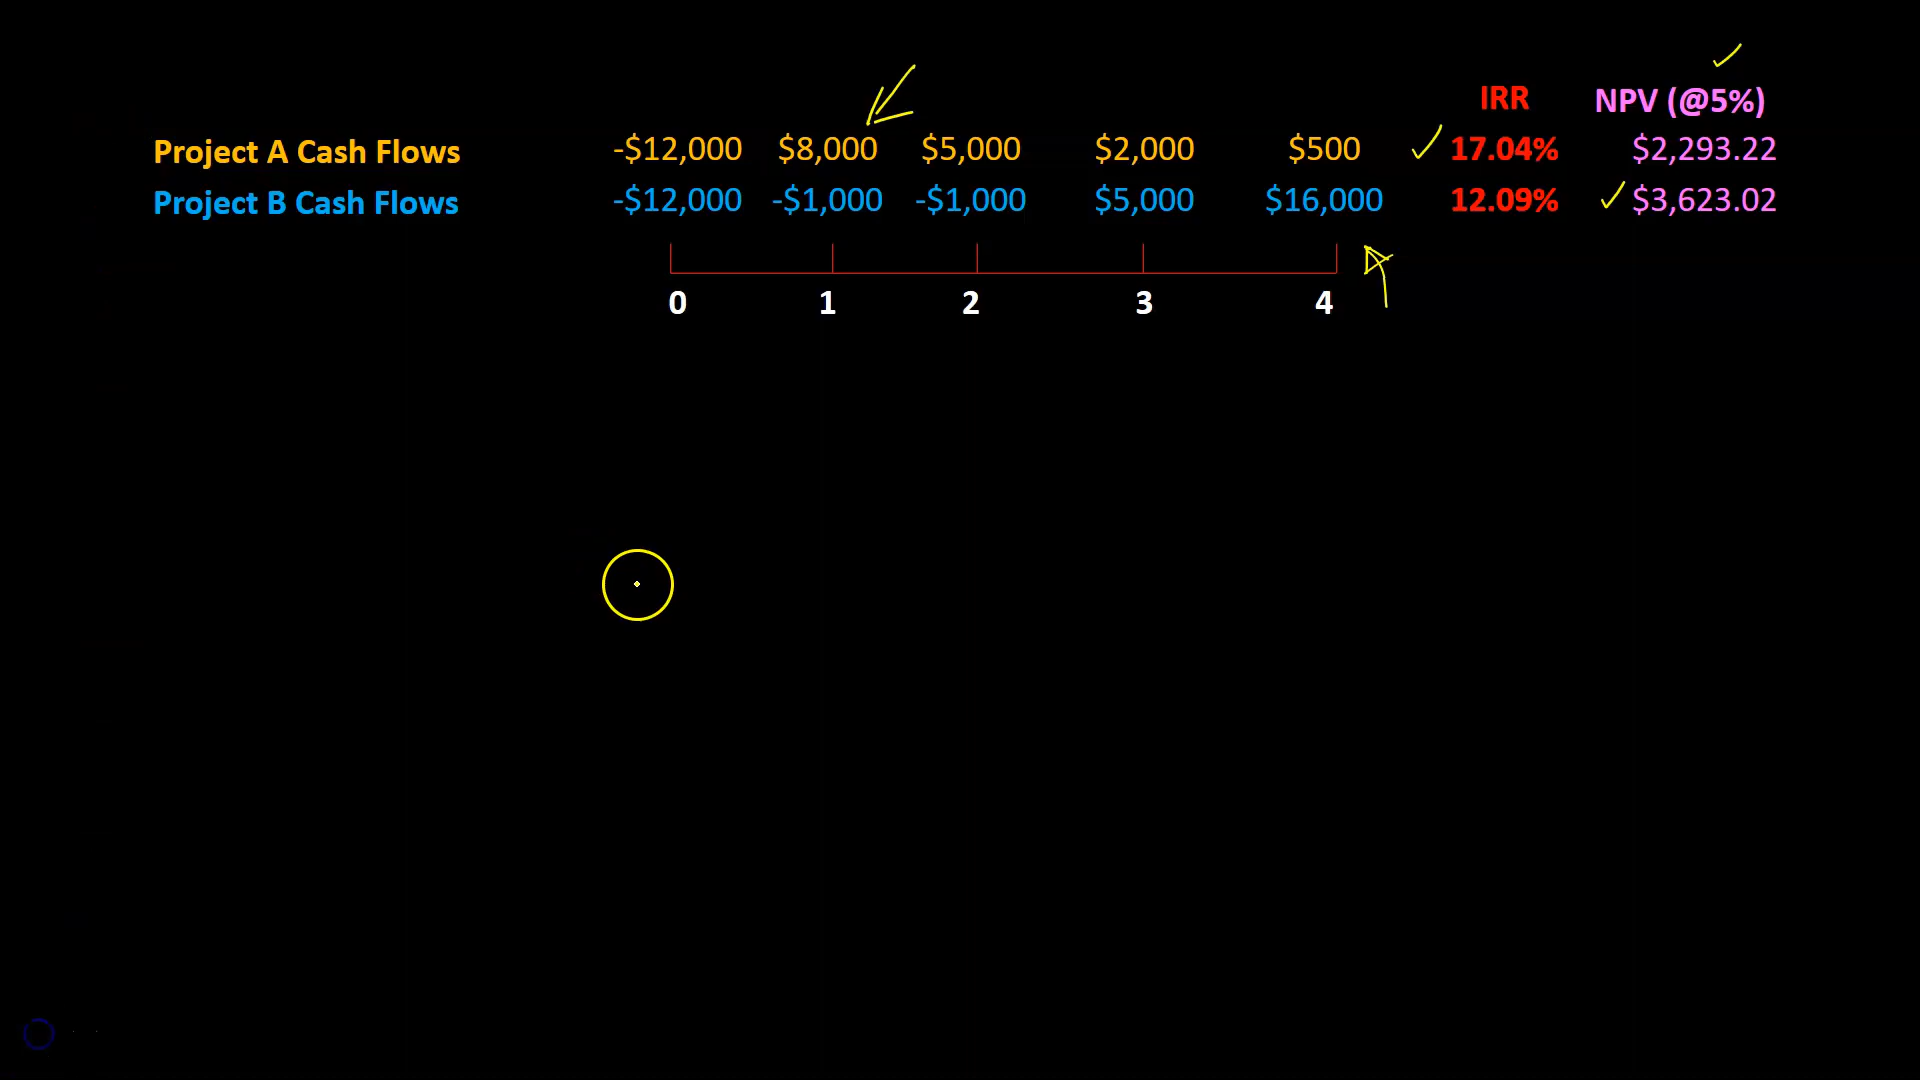 IRR NPV (@5%)
Project A Cash Flows -$12,000 $8,000 $5,000 $2,000 $500 17.04% $2,293.22
Project B Cash Flows -$12,000 -$1,000 -$1,000 $5,000 $16,000 12.09% $3,623.02
0 1 2 3 4